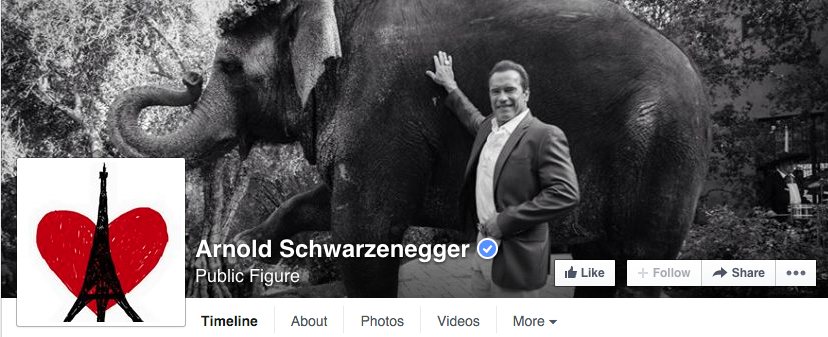 Arnold Schwarzenegger
Public Figure
Like
Follow
Share
Timeline
About
Photos
Videos
More